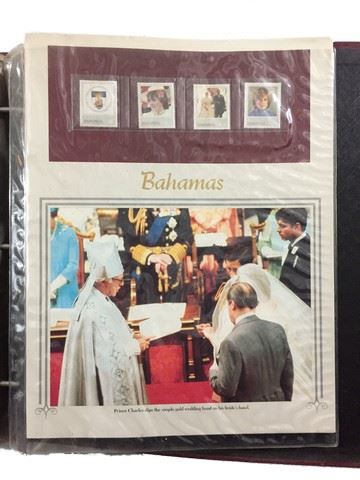 Bahamas
Prince Charles slips the simple gold wedding band on his bride's hand.